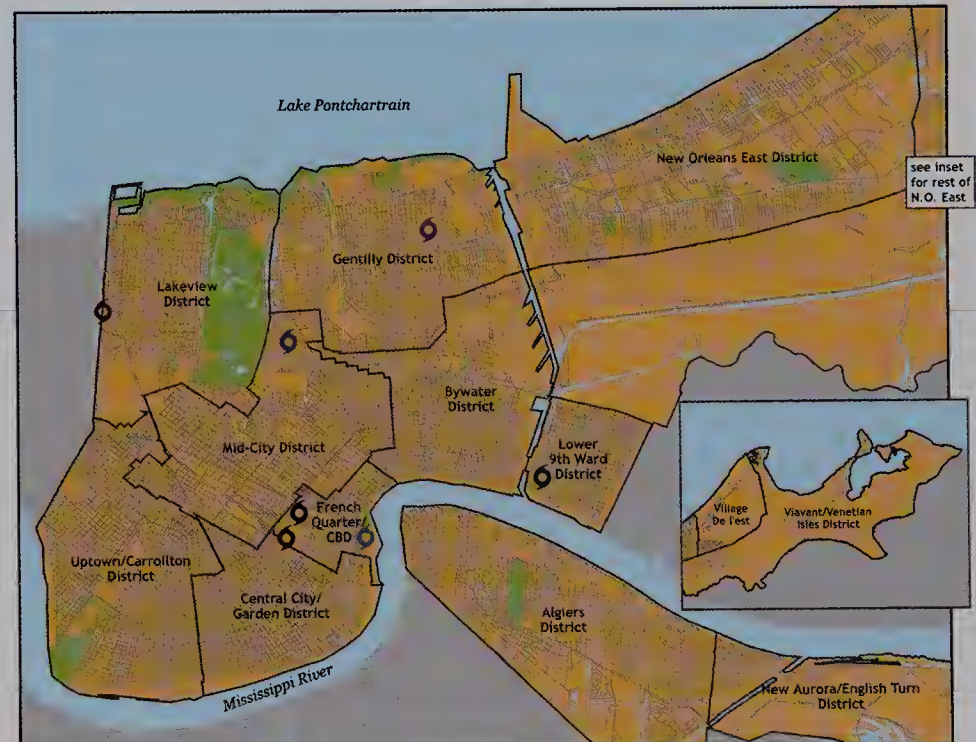 Lake Pontchartrain
New Orleans East District
see inset
for rest of
N.O. East
Gentilly District
Lakeview
District
Bywater
District
Mid-City District
Lower
9th Ward
District
French
Quarter/
CBD
Village
De l'est
Viavant/Venetian
Isles District
Uptown/Carrollton
District
Central City/
Garden District
Algiers
District
Mississippi River
New Aurora/English Turn
District